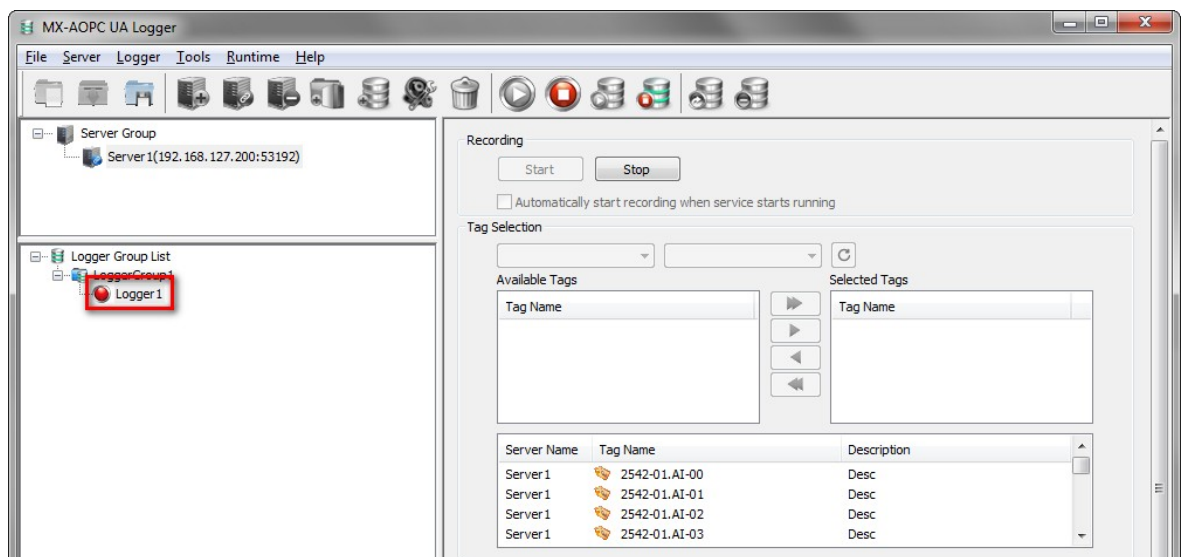 MX-AOPC UA Logger
File Server Logger Tools Runtime Help
Server Group
Server1(192.168.127.200:53192)
Logger Group List
LoggerGroup1
Logger1
Recording
Start Stop
Automatically start recording when service starts running
Tag Selection
Available Tags Selected Tags
Tag Name Tag Name
Server Name Tag Name Description
Server1 2542-01.AI-00 Desc
Server1 2542-01.AI-01 Desc
Server1 2542-01.AI-02 Desc
Server1 2542-01.AI-03 Desc